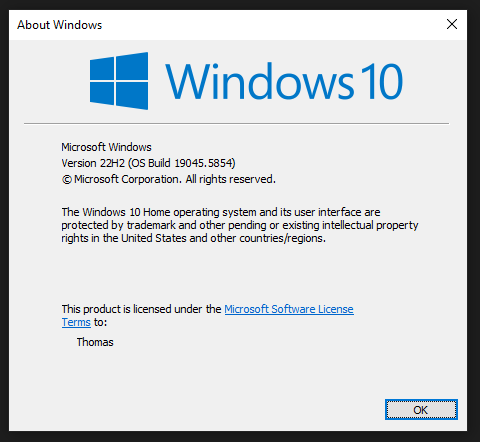 About Windows
Windows 10
Microsoft Windows
Version 22H2 (OS Build 19045.5854)
© Microsoft Corporation. All rights reserved.
The Windows 10 Home operating system and its user interface are
protected by trademark and other pending or existing intellectual property
rights in the United States and other countries/regions.
This product is licensed under the Microsoft Software License
Terms to:
Thomas
OK